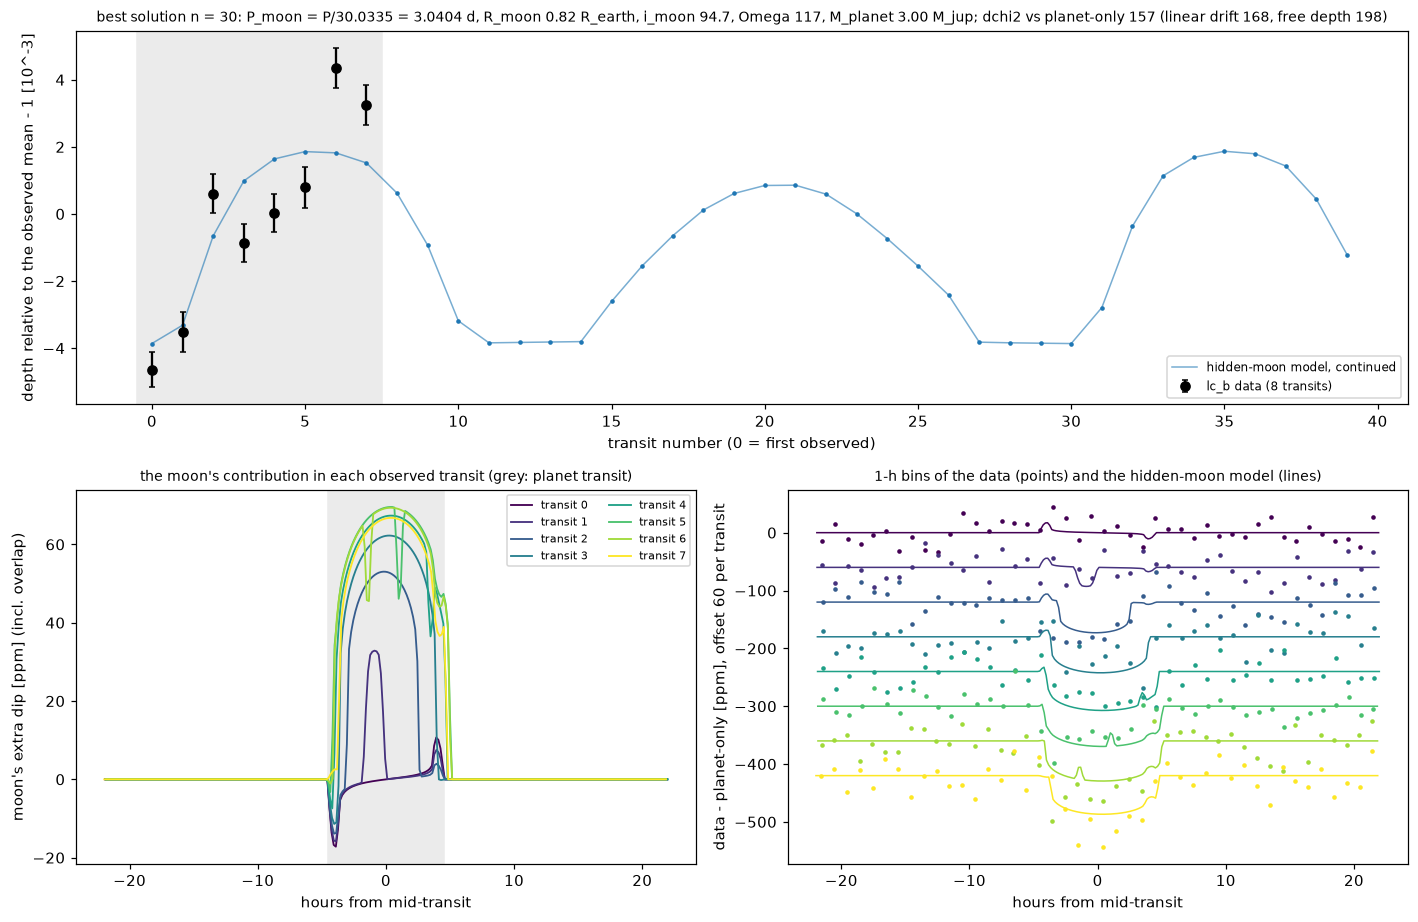 best solution n = 30: P_moon = P/30.0335 = 3.0404 d, R_moon 0.82 R_earth, i_moon 94.7, Omega 117, M_planet 3.00 M_jup; dchi2 vs planet-only 157 (linear drift 168, free depth 198)
depth relative to the observed mean - 1 [10^-3]
4
2
0
−2
−4
hidden-moon model, continued
lc_b data (8 transits)
0
5
10
15
20
25
30
35
40
transit number (0 = first observed)
the moon's contribution in each observed transit (grey: planet transit)
moon's extra dip [ppm] (incl. overlap)
60
40
20
0
−20
transit 0
transit 1
transit 2
transit 3
transit 4
transit 5
transit 6
transit 7
−20
−10
0
10
20
hours from mid-transit
1-h bins of the data (points) and the hidden-moon model (lines)
data - planet-only [ppm], offset 60 per transit
0
−100
−200
−300
−400
−500
−20
−10
0
10
20
hours from mid-transit